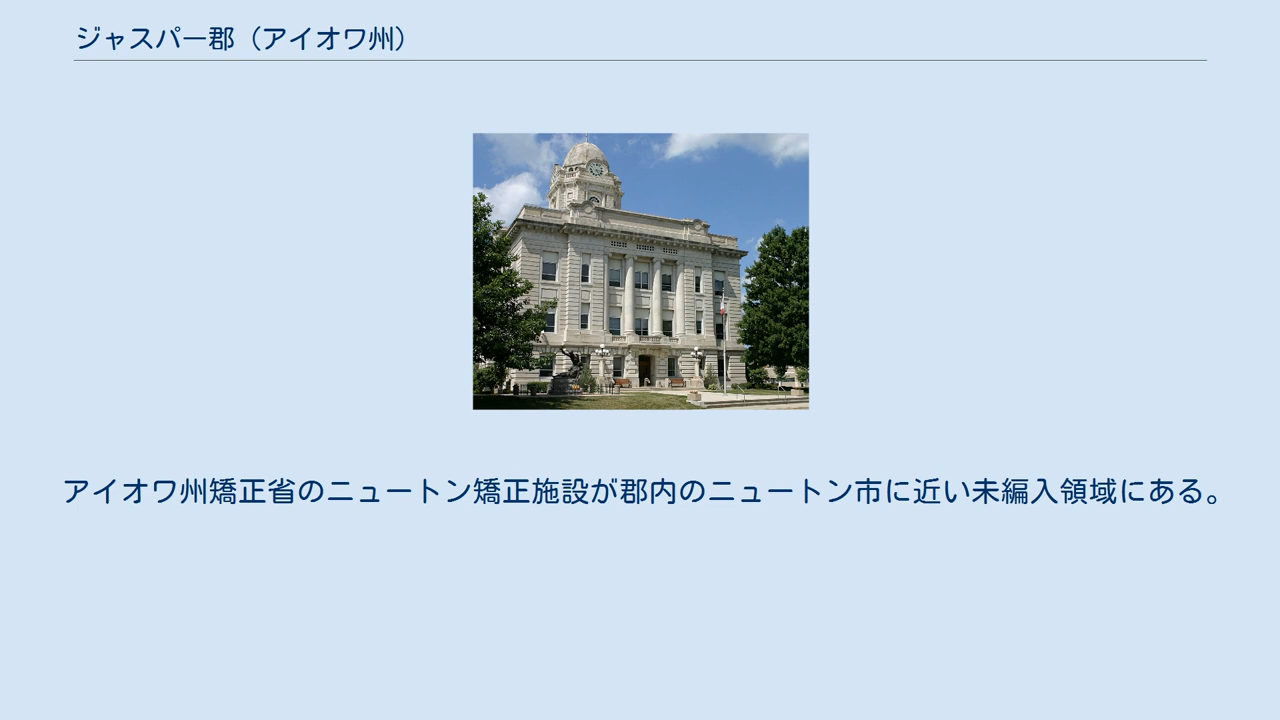 ジャスパー郡（アイオワ州）
アイオワ州矯正省のニュートン矯正施設が郡内のニュートン市に近い未編入領域にある。